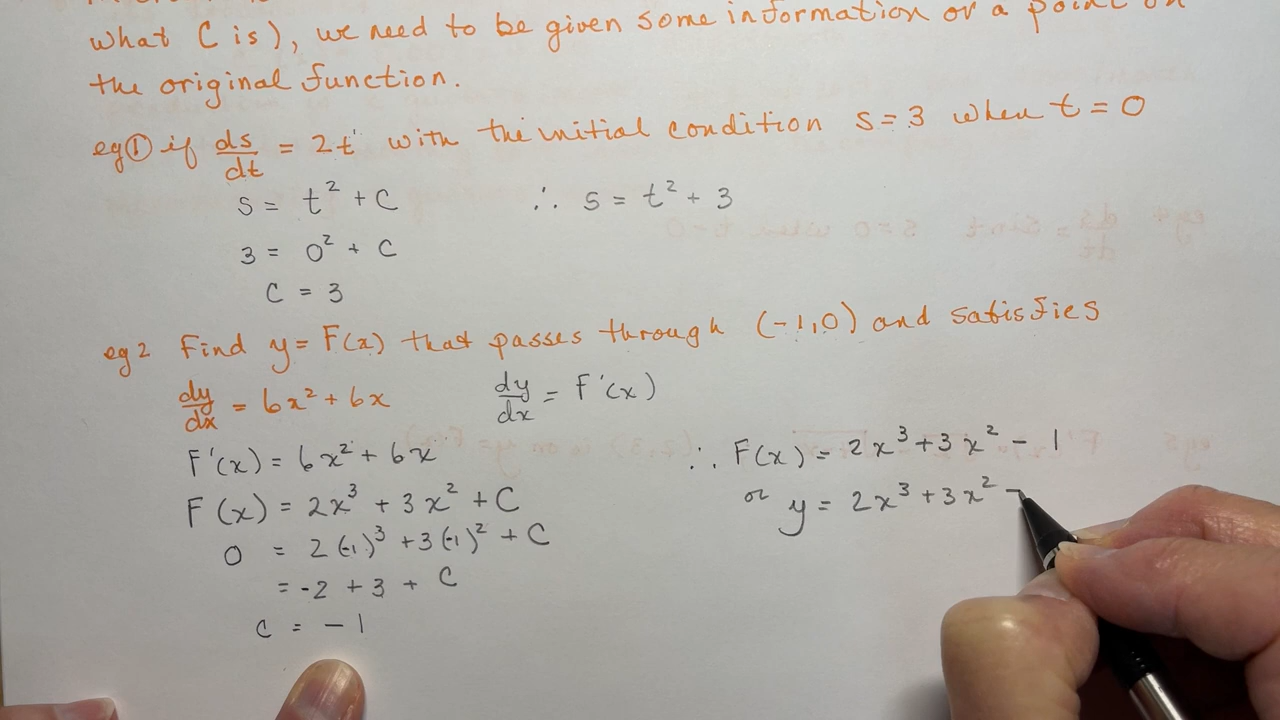 what C is), we need to be given some information or a point on
the original function.
eg① if ds/dt = 2t with the initial condition s = 3 when t = 0
s = t² + C ∴ s = t² + 3
3 = 0² + C
C = 3
eg 2 Find y = F(x) that passes through (-1,0) and satisfies
dy/dx = 6x² + 6x dy/dx = F'(x)
F'(x) = 6x² + 6x
∴ F(x) = 2x³ + 3x² - 1
F(x) = 2x³ + 3x² + C
or y = 2x³ + 3x² -
0 = 2(-1)³ + 3(-1)² + C
= -2 + 3 + C
C = -1